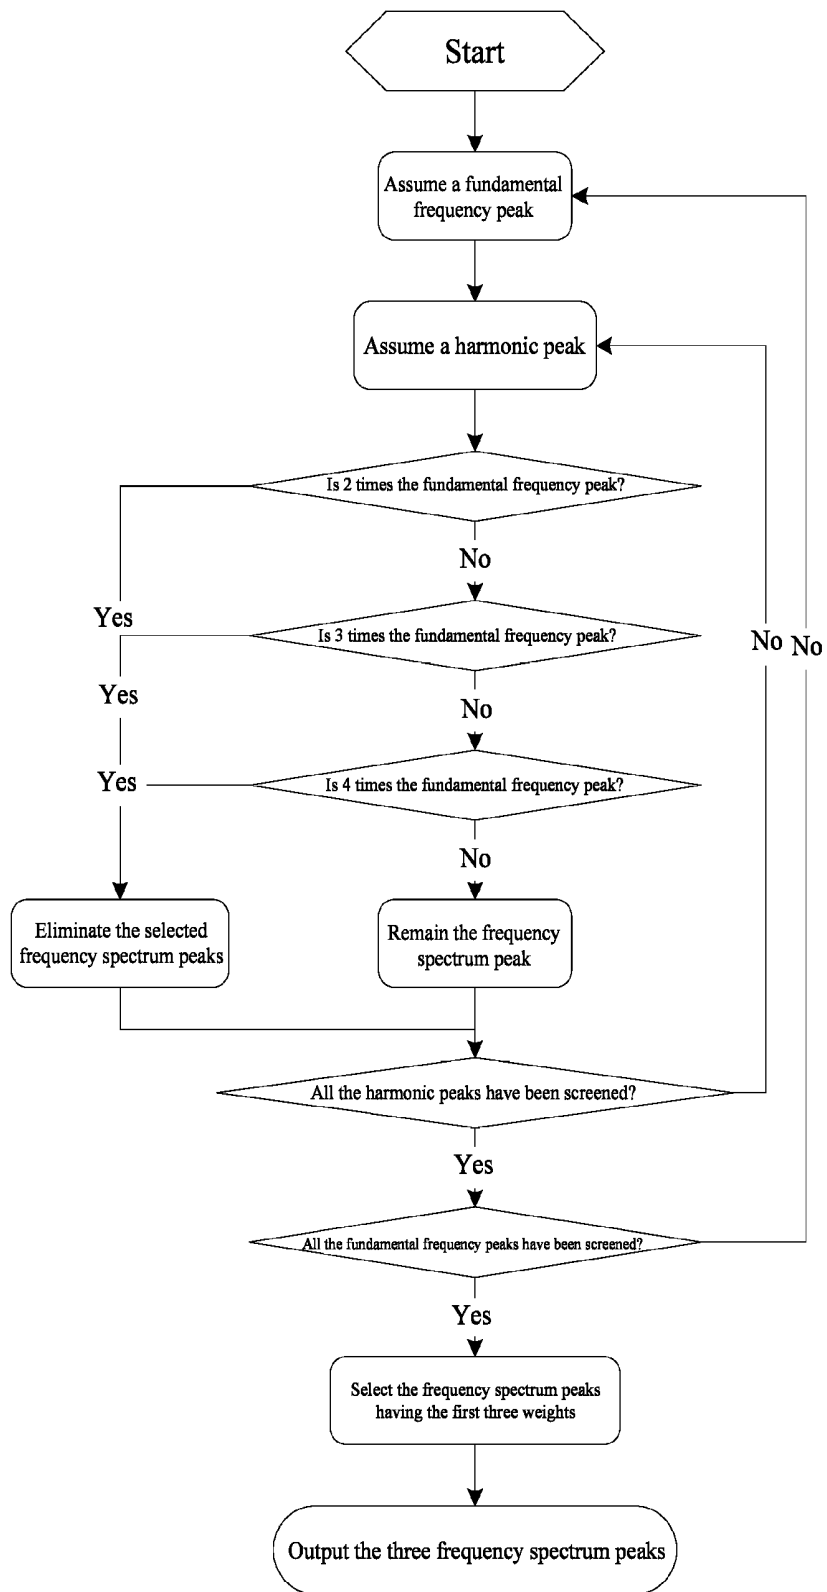 Start
Assume a fundamental
frequency peak
Assume a harmonic peak
Is 2 times the fundamental frequency peak?
No
Yes
Is 3 times the fundamental frequency peak?
No No
Yes
No
Yes
Is 4 times the fundamental frequency peak?
No
Eliminate the selected
frequency spectrum peaks
Remain the frequency
spectrum peak
All the harmonic peaks have been screened?
Yes
All the fundamental frequency peaks have been screened?
Yes
Select the frequency spectrum peaks
having the first three weights
Output the three frequency spectrum peaks